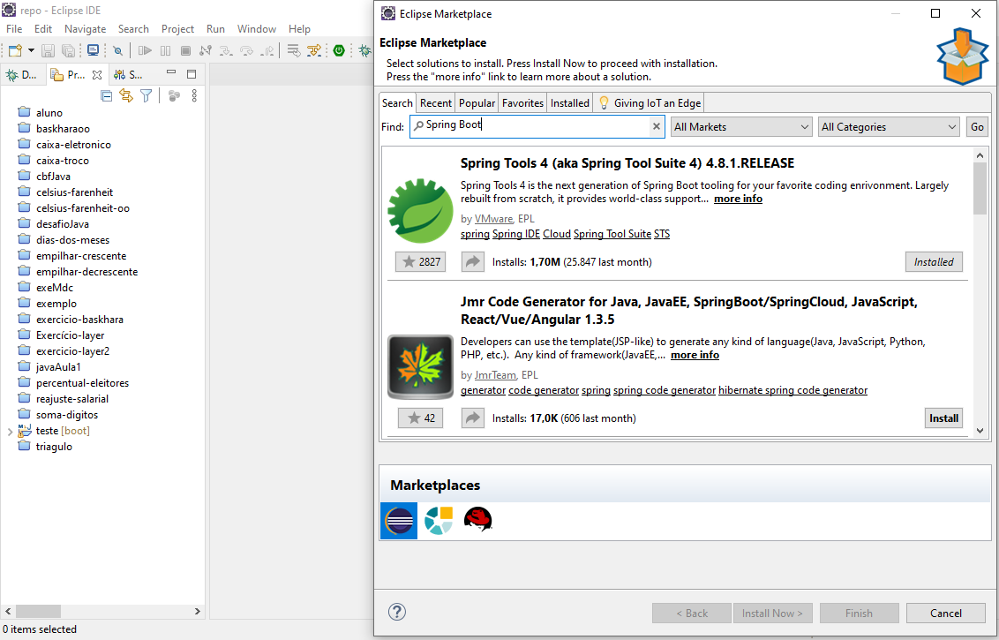 repo - Eclipse IDE
File Edit Navigate Search Project Run Window Help
D... Pr... S...
aluno
baskharaoo
caixa-eletronico
caixa-troco
cbfJava
celsius-farenheit
celsius-farenheit-oo
desafioJava
dias-dos-meses
empilhar-crescente
empilhar-decrescente
exeMdc
exemplo
exercicio-baskhara
Exercício-layer
exercicio-layer2
javaAula1
percentual-eleitores
reajuste-salarial
soma-digitos
teste [boot]
triagulo
0 items selected
Eclipse Marketplace
Eclipse Marketplace
Select solutions to install. Press Install Now to proceed with installation.
Press the "more info" link to learn more about a solution.
Search Recent Popular Favorites Installed Giving IoT an Edge
Find: Spring Boot All Markets All Categories Go
Spring Tools 4 (aka Spring Tool Suite 4) 4.8.1.RELEASE
Spring Tools 4 is the next generation of Spring Boot tooling for your favorite coding enrivonment. Largely
rebuilt from scratch, it provides world-class support... more info
by VMware, EPL
spring Spring IDE Cloud Spring Tool Suite STS
2827 Installs: 1,70M (25.847 last month) Installed
Jmr Code Generator for Java, JavaEE, SpringBoot/SpringCloud, JavaScript,
React/Vue/Angular 1.3.5
Developers can use the template(JSP-like) to generate any kind of language(Java, JavaScript, Python,
PHP, etc.). Any kind of framework(JavaEE,... more info
by JmrTeam, EPL
generator code generator spring spring code generator hibernate spring code generator
42 Installs: 17,0K (606 last month) Install
Marketplaces
? < Back Install Now > Finish Cancel